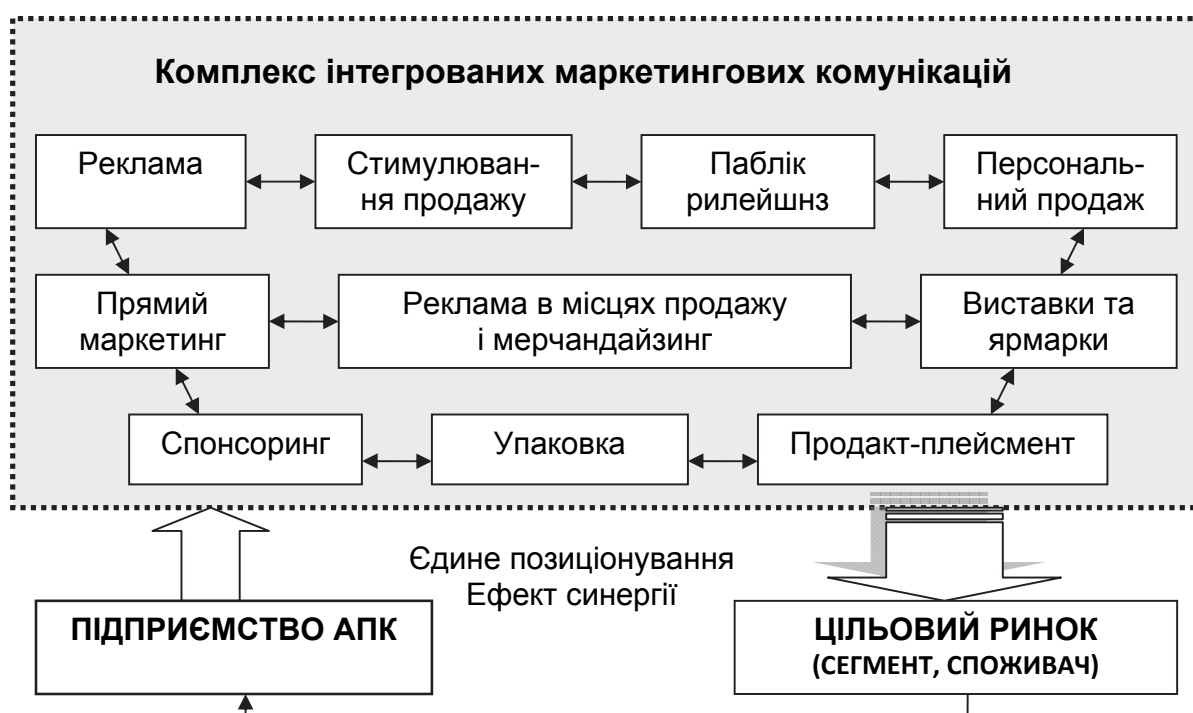 Комплекс інтегрованих маркетингових комунікацій
Реклама
Стимулюван-
ня продажу
Паблік
рилейшнз
Персональ-
ний продаж
Прямий
маркетинг
Реклама в місцях продажу
і мерчандайзинг
Виставки та
ярмарки
Спонсоринг
Упаковка
Продакт-плейсмент
Єдине позиціонування
Ефект синергії
ПІДПРИЄМСТВО АПК
ЦІЛЬОВИЙ РИНОК
(СЕГМЕНТ, СПОЖИВАЧ)